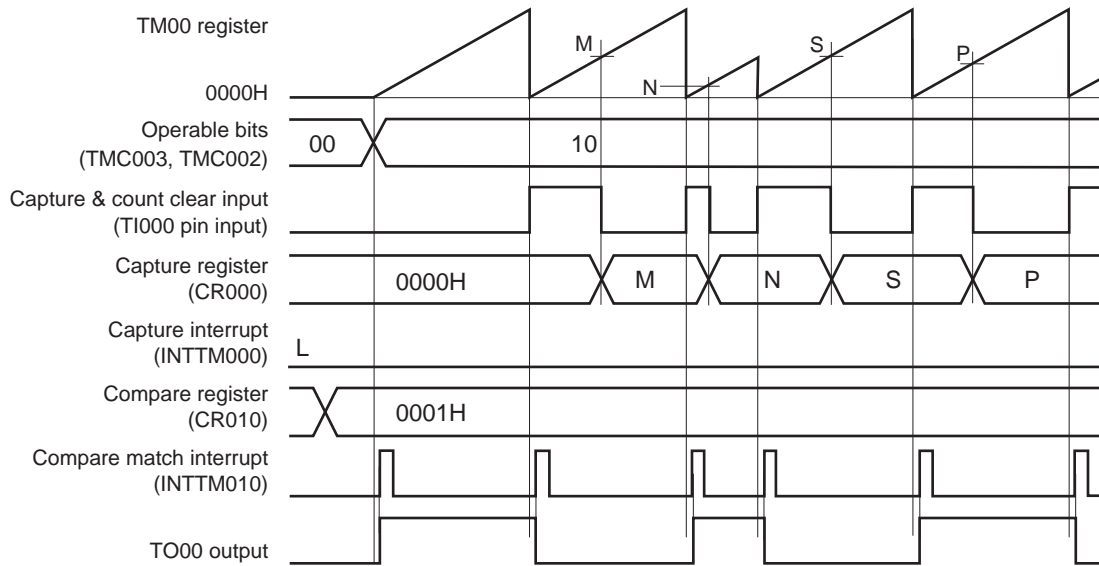 TM00 register
M
S
P
N
0000H
Operable bits
(TMC003, TMC002)
00
10
Capture & count clear input
(TI000 pin input)
Capture register
(CR000)
0000H
M
N
S
P
Capture interrupt
(INTTM000)
L
Compare register
(CR010)
0001H
Compare match interrupt
(INTTM010)
TO00 output